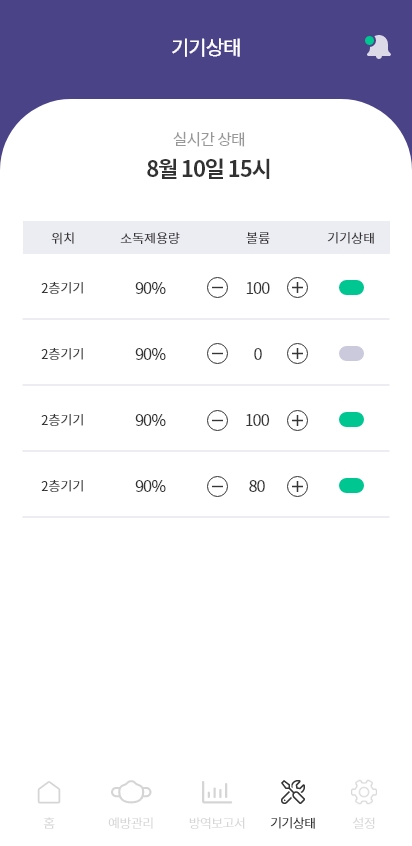 기기상태
실시간 상태
8월 10일 15시
위치 소독제용량 볼륨 기기상태
2층기기 90% 100
2층기기 90% 0
2층기기 90% 100
2층기기 90% 80
홈 예방관리 방역보고서 기기상태 설정